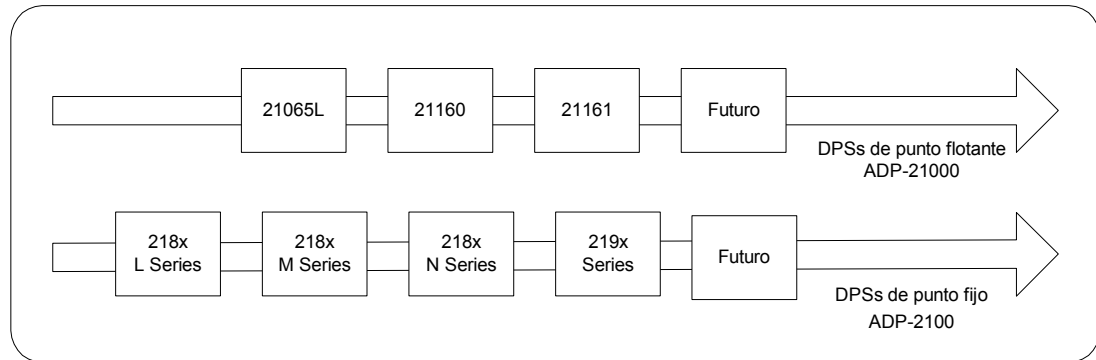 21065L
21160
21161
Futuro
DPSs de punto flotante
ADP-21000
218x
L Series
218x
M Series
218x
N Series
219x
Series
Futuro
DPSs de punto fijo
ADP-2100